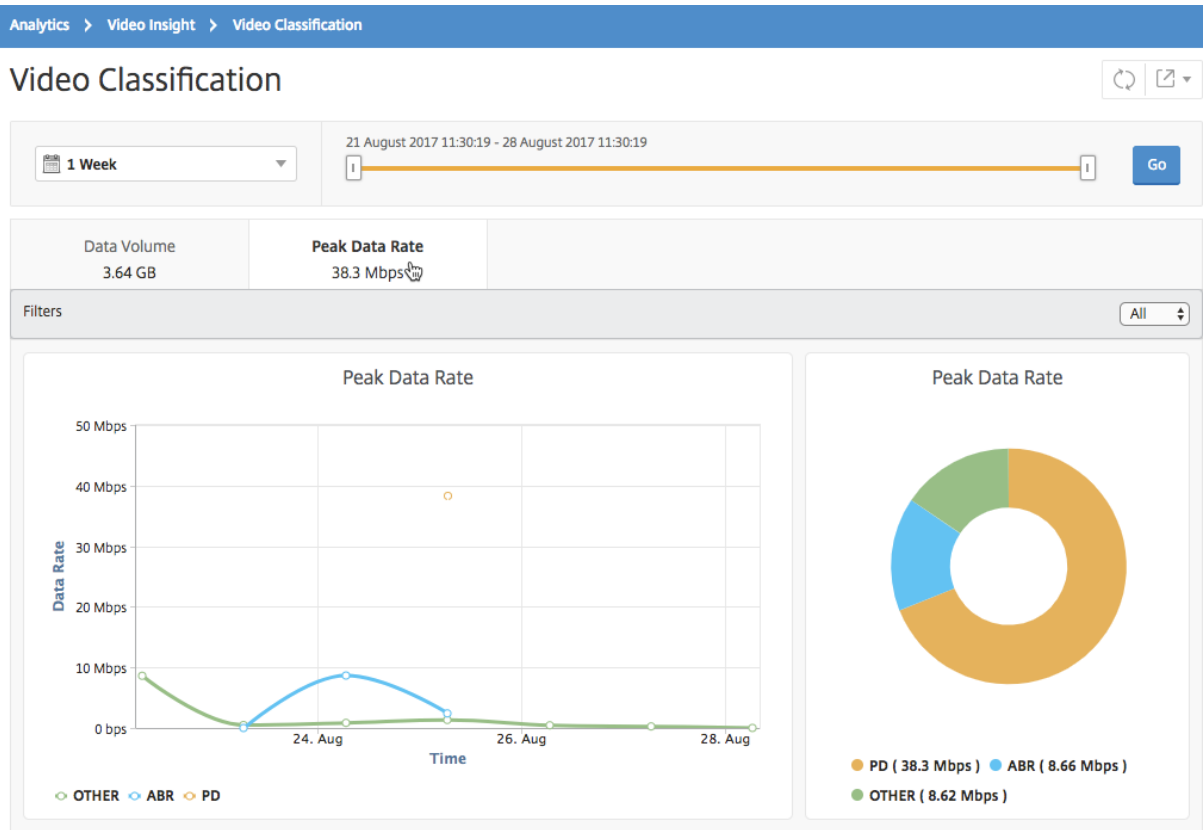 Analytics > Video Insight > Video Classification
Video Classification
21 August 2017 11:30:19 - 28 August 2017 11:30:19
1 Week
Go
Data Volume
3.64 GB
Peak Data Rate
38.3 Mbps
Filters
All
Peak Data Rate
50 Mbps
40 Mbps
30 Mbps
20 Mbps
10 Mbps
0 bps
Data Rate
24. Aug
26. Aug
28. Aug
Time
OTHER ABR PD
Peak Data Rate
PD ( 38.3 Mbps ) ABR ( 8.66 Mbps )
OTHER ( 8.62 Mbps )